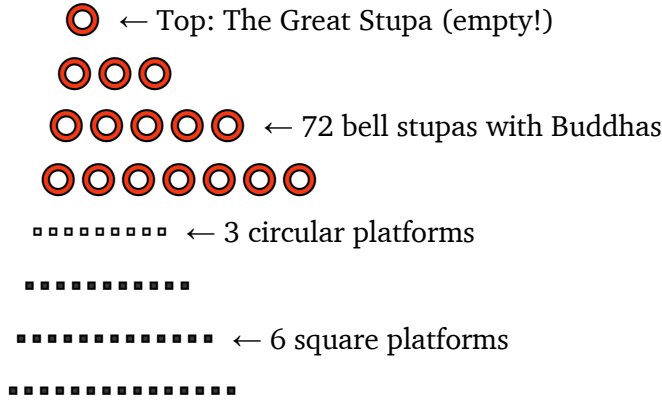 ← Top: The Great Stupa (empty!)
← 72 bell stupas with Buddhas
← 3 circular platforms
← 6 square platforms